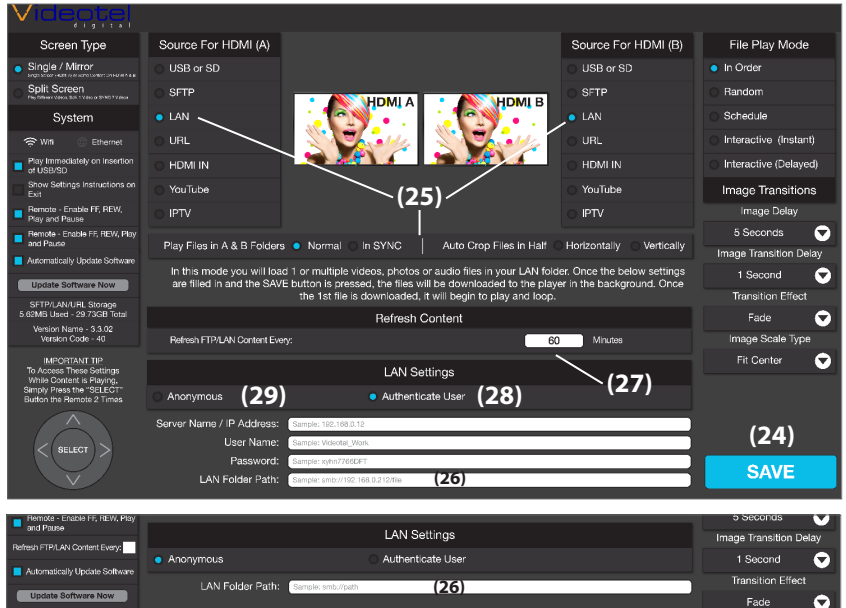 Videotel
digital
Screen Type
Single / Mirror
Split Screen
System
Wifi
Ethernet
Play Immediately on Insertion
of USB/SD
Show Settings Instructions on
Exit
Remote - Enable FF, REW,
Play and Pause
Remote - Enable FF, REW, Play
and Pause
Automatically Update Software
Update Software Now
SFTP/LAN/URL Storage
5.62MB Used - 29.73GB Total
Version Name - 3.3.02
Version Code - 40
IMPORTANT TIP
To Access These Settings
While Content is Playing,
Simply Press the "SELECT"
Button the Remote 2 Times
SELECT
Source For HDMI (A)
USB or SD
SFTP
LAN
URL
HDMI IN
YouTube
IPTV
HDMI A
HDMI B
(25)
Source For HDMI (B)
USB or SD
SFTP
LAN
URL
HDMI IN
YouTube
IPTV
Play Files in A & B Folders
Normal
In SYNC
Auto Crop Files in Half
Horizontally
Vertically
In this mode you will load 1 or multiple videos, photos or audio files in your LAN folder. Once the below settings
are filled in and the SAVE button is pressed, the files will be downloaded to the player in the background. Once
the 1st file is downloaded, it will begin to play and loop.
Refresh Content
Refresh FTP/LAN Content Every:
60
Minutes
(27)
LAN Settings
Anonymous
(29)
Authenticate User
(28)
Server Name / IP Address:
Sample: 192.168.0.12
User Name:
Sample: Videotel_Work
Password:
Sample: xyhn7766DFT
LAN Folder Path:
Sample: smb://192.168.0.212/file
(26)
File Play Mode
In Order
Random
Schedule
Interactive (Instant)
Interactive (Delayed)
Image Transitions
Image Delay
5 Seconds
Image Transition Delay
1 Second
Transition Effect
Fade
Image Scale Type
Fit Center
(24)
SAVE
Remote - Enable FF, REW, Play
and Pause
Refresh FTP/LAN Content Every:
Automatically Update Software
Update Software Now
LAN Settings
Anonymous
Authenticate User
LAN Folder Path:
Sample: smb://path
(26)
5 Seconds
Image Transition Delay
1 Second
Transition Effect
Fade